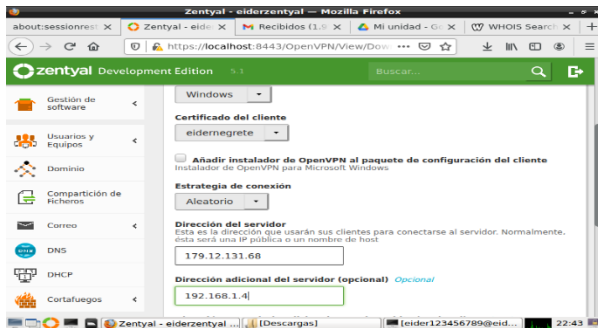 Zentyal - eiderzentyal — Mozilla Firefox
about:sessionrest
Zentyal - eide
Recibidos (1.9
Mi unidad - Go
WHOIS Search
https://localhost:8443/OpenVPN/View/Dow
zentyal Development Edition 5.1
Buscar...
Gestión de software
Windows
Certificado del cliente
eidernegrete
Usuarios y Equipos
Añadir instalador de OpenVPN al paquete de configuración del cliente
Instalador de OpenVPN para Microsoft Windows
Dominio
Estrategia de conexión
Compartición de Ficheros
Aleatorio
Correo
Dirección del servidor
Esta es la dirección que usarán sus clientes para conectarse al servidor. Normalmente,
ésta será una IP pública o un nombre de host
DNS
179.12.131.68
DHCP
Dirección adicional del servidor (opcional) Opcional
Cortafuegos
192.168.1.4
Zentyal - eiderzentyal ...
[Descargas]
[eider123456789@eid...
22:43